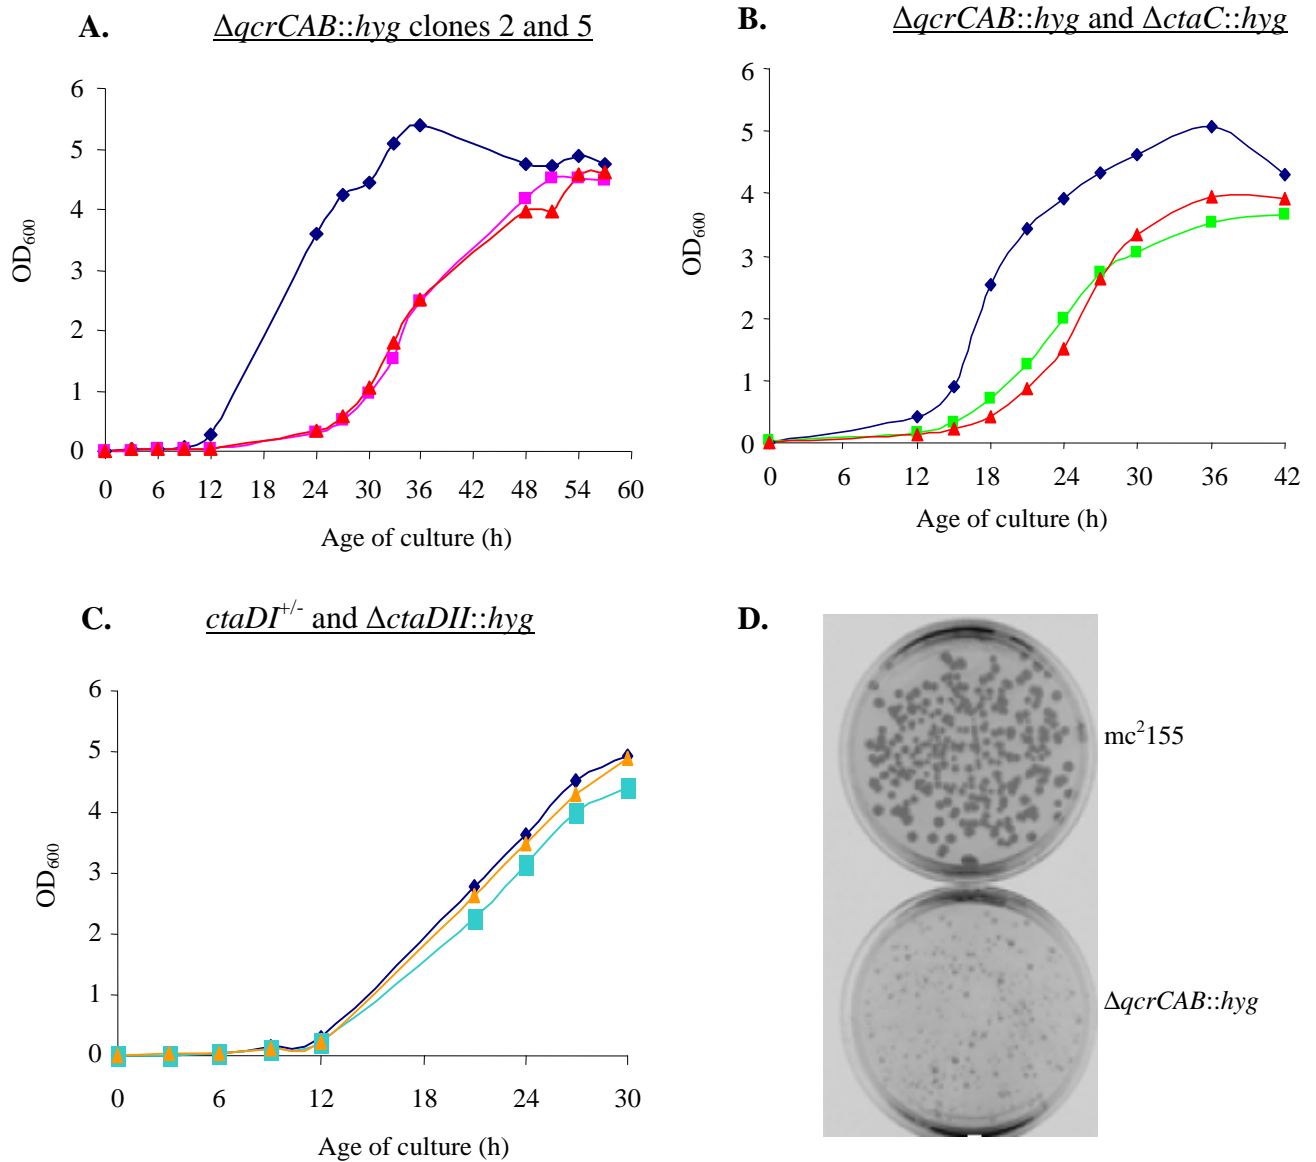 A. ΔqcrCAB::hyg clones 2 and 5
6
5
4
3
2
1
0
OD600
0 6 12 18 24 30 36 42 48 54 60
Age of culture (h)
B. ΔqcrCAB::hyg and ΔctaC::hyg
6
5
4
3
2
1
0
OD600
0 6 12 18 24 30 36 42
Age of culture (h)
C. ctaDI+/- and ΔctaDII::hyg
6
5
4
3
2
1
0
OD600
0 6 12 18 24 30
Age of culture (h)
D.
mc2155
ΔqcrCAB::hyg